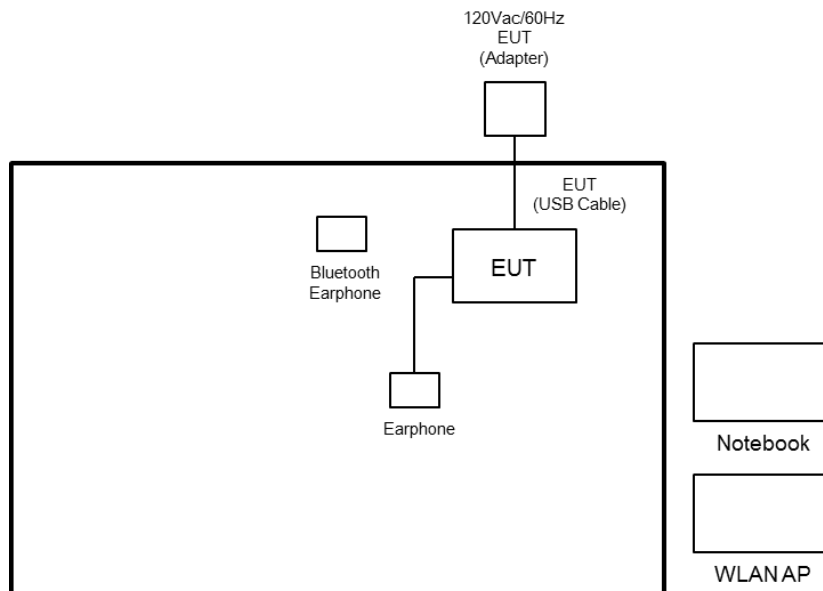 120Vac/60Hz
EUT
(Adapter)
EUT
(USB Cable)
EUT
Bluetooth
Earphone
Earphone
Notebook
WLAN AP